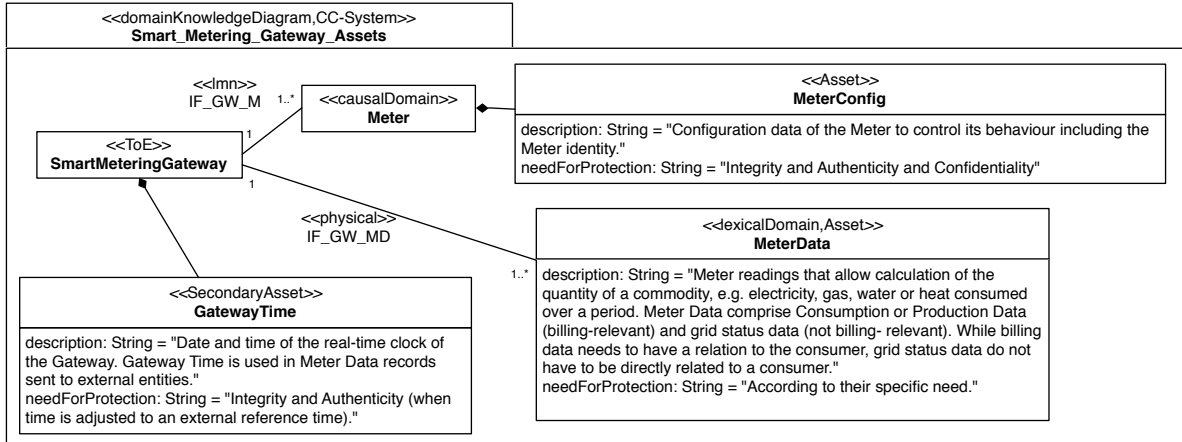 <<domainKnowledgeDiagram,CC-System>>
Smart_Metering_Gateway_Assets
<<lmn>>
IF_GW_M
1..*
1
<<causalDomain>>
Meter
<<Asset>>
MeterConfig
description: String = "Configuration data of the Meter to control its behaviour including the
Meter identity."
needForProtection: String = "Integrity and Authenticity and Confidentiality"
<<ToE>>
SmartMeteringGateway
1
<<physical>>
IF_GW_MD
1..*
<<lexicalDomain,Asset>>
MeterData
description: String = "Meter readings that allow calculation of the
quantity of a commodity, e.g. electricity, gas, water or heat consumed
over a period. Meter Data comprise Consumption or Production Data
(billing-relevant) and grid status data (not billing- relevant). While billing
data needs to have a relation to the consumer, grid status data do not
have to be directly related to a consumer."
needForProtection: String = "According to their specific need."
<<SecondaryAsset>>
GatewayTime
description: String = "Date and time of the real-time clock of
the Gateway. Gateway Time is used in Meter Data records
sent to external entities."
needForProtection: String = "Integrity and Authenticity (when
time is adjusted to an external reference time)."